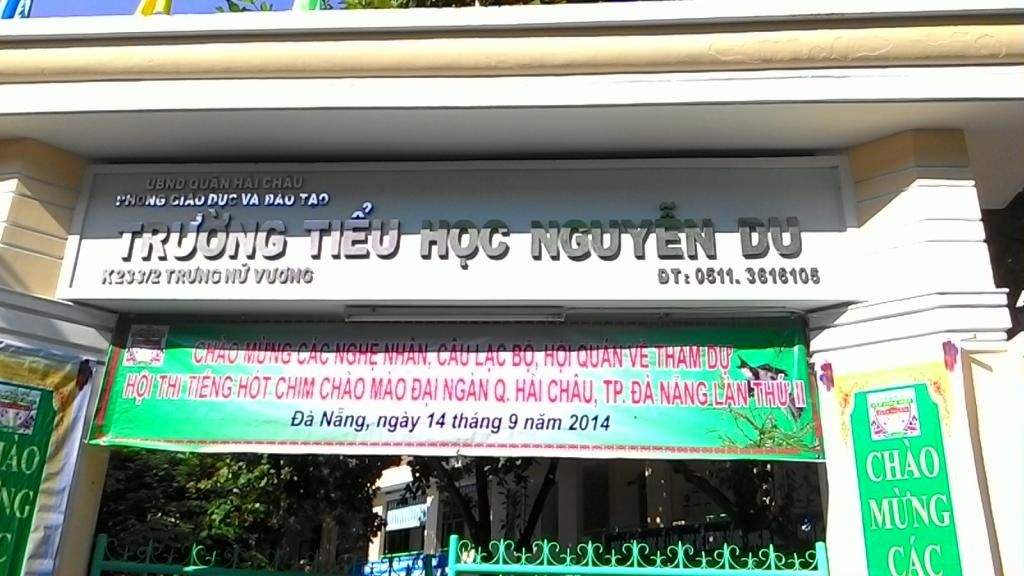 UBND QUẬN HẢI CHÂU
PHÒNG GIÁO DỤC VÀ ĐÀO TẠO
TRƯỜNG TIỂU HỌC NGUYỄN DU
K233/2 TRƯNG NỮ VƯƠNG
ĐT: 0511. 3616105
CHÀO MỪNG CÁC NGHỆ NHÂN, CÂU LẠC BỘ, HỘI QUÁN VỀ THAM DỰ
HỘI THI TIẾNG HÓT CHIM CHÀO MÀO ĐẠI NGÀN Q. HẢI CHÂU, TP. ĐÀ NẴNG LẦN THỨ II
Đà Nẵng, ngày 14 tháng 9 năm 2014
CHÀO
MỪNG
CÁC